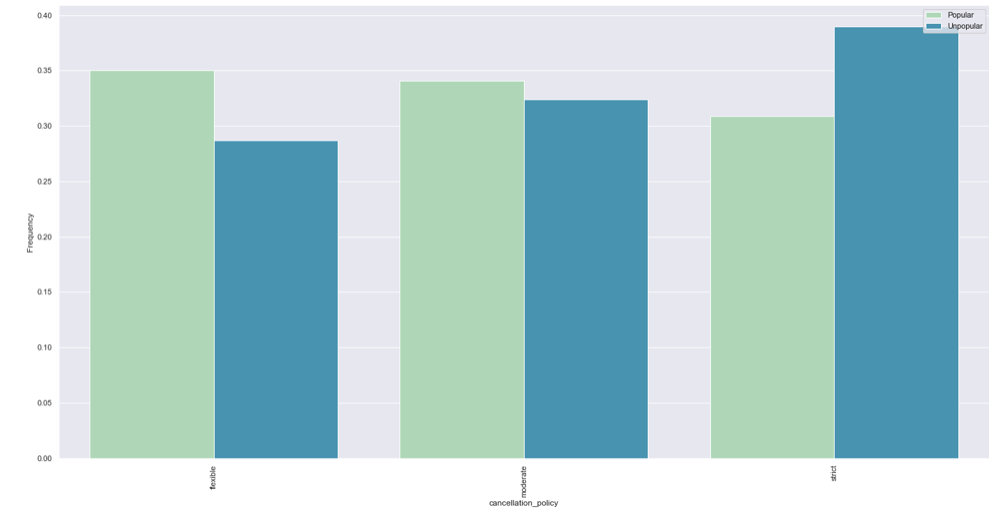 0.40
0.35
0.30
0.25
0.20
0.15
0.10
0.05
0.00
Frequency
Popular
Unpopular
flexible
moderate
strict
cancellation_policy